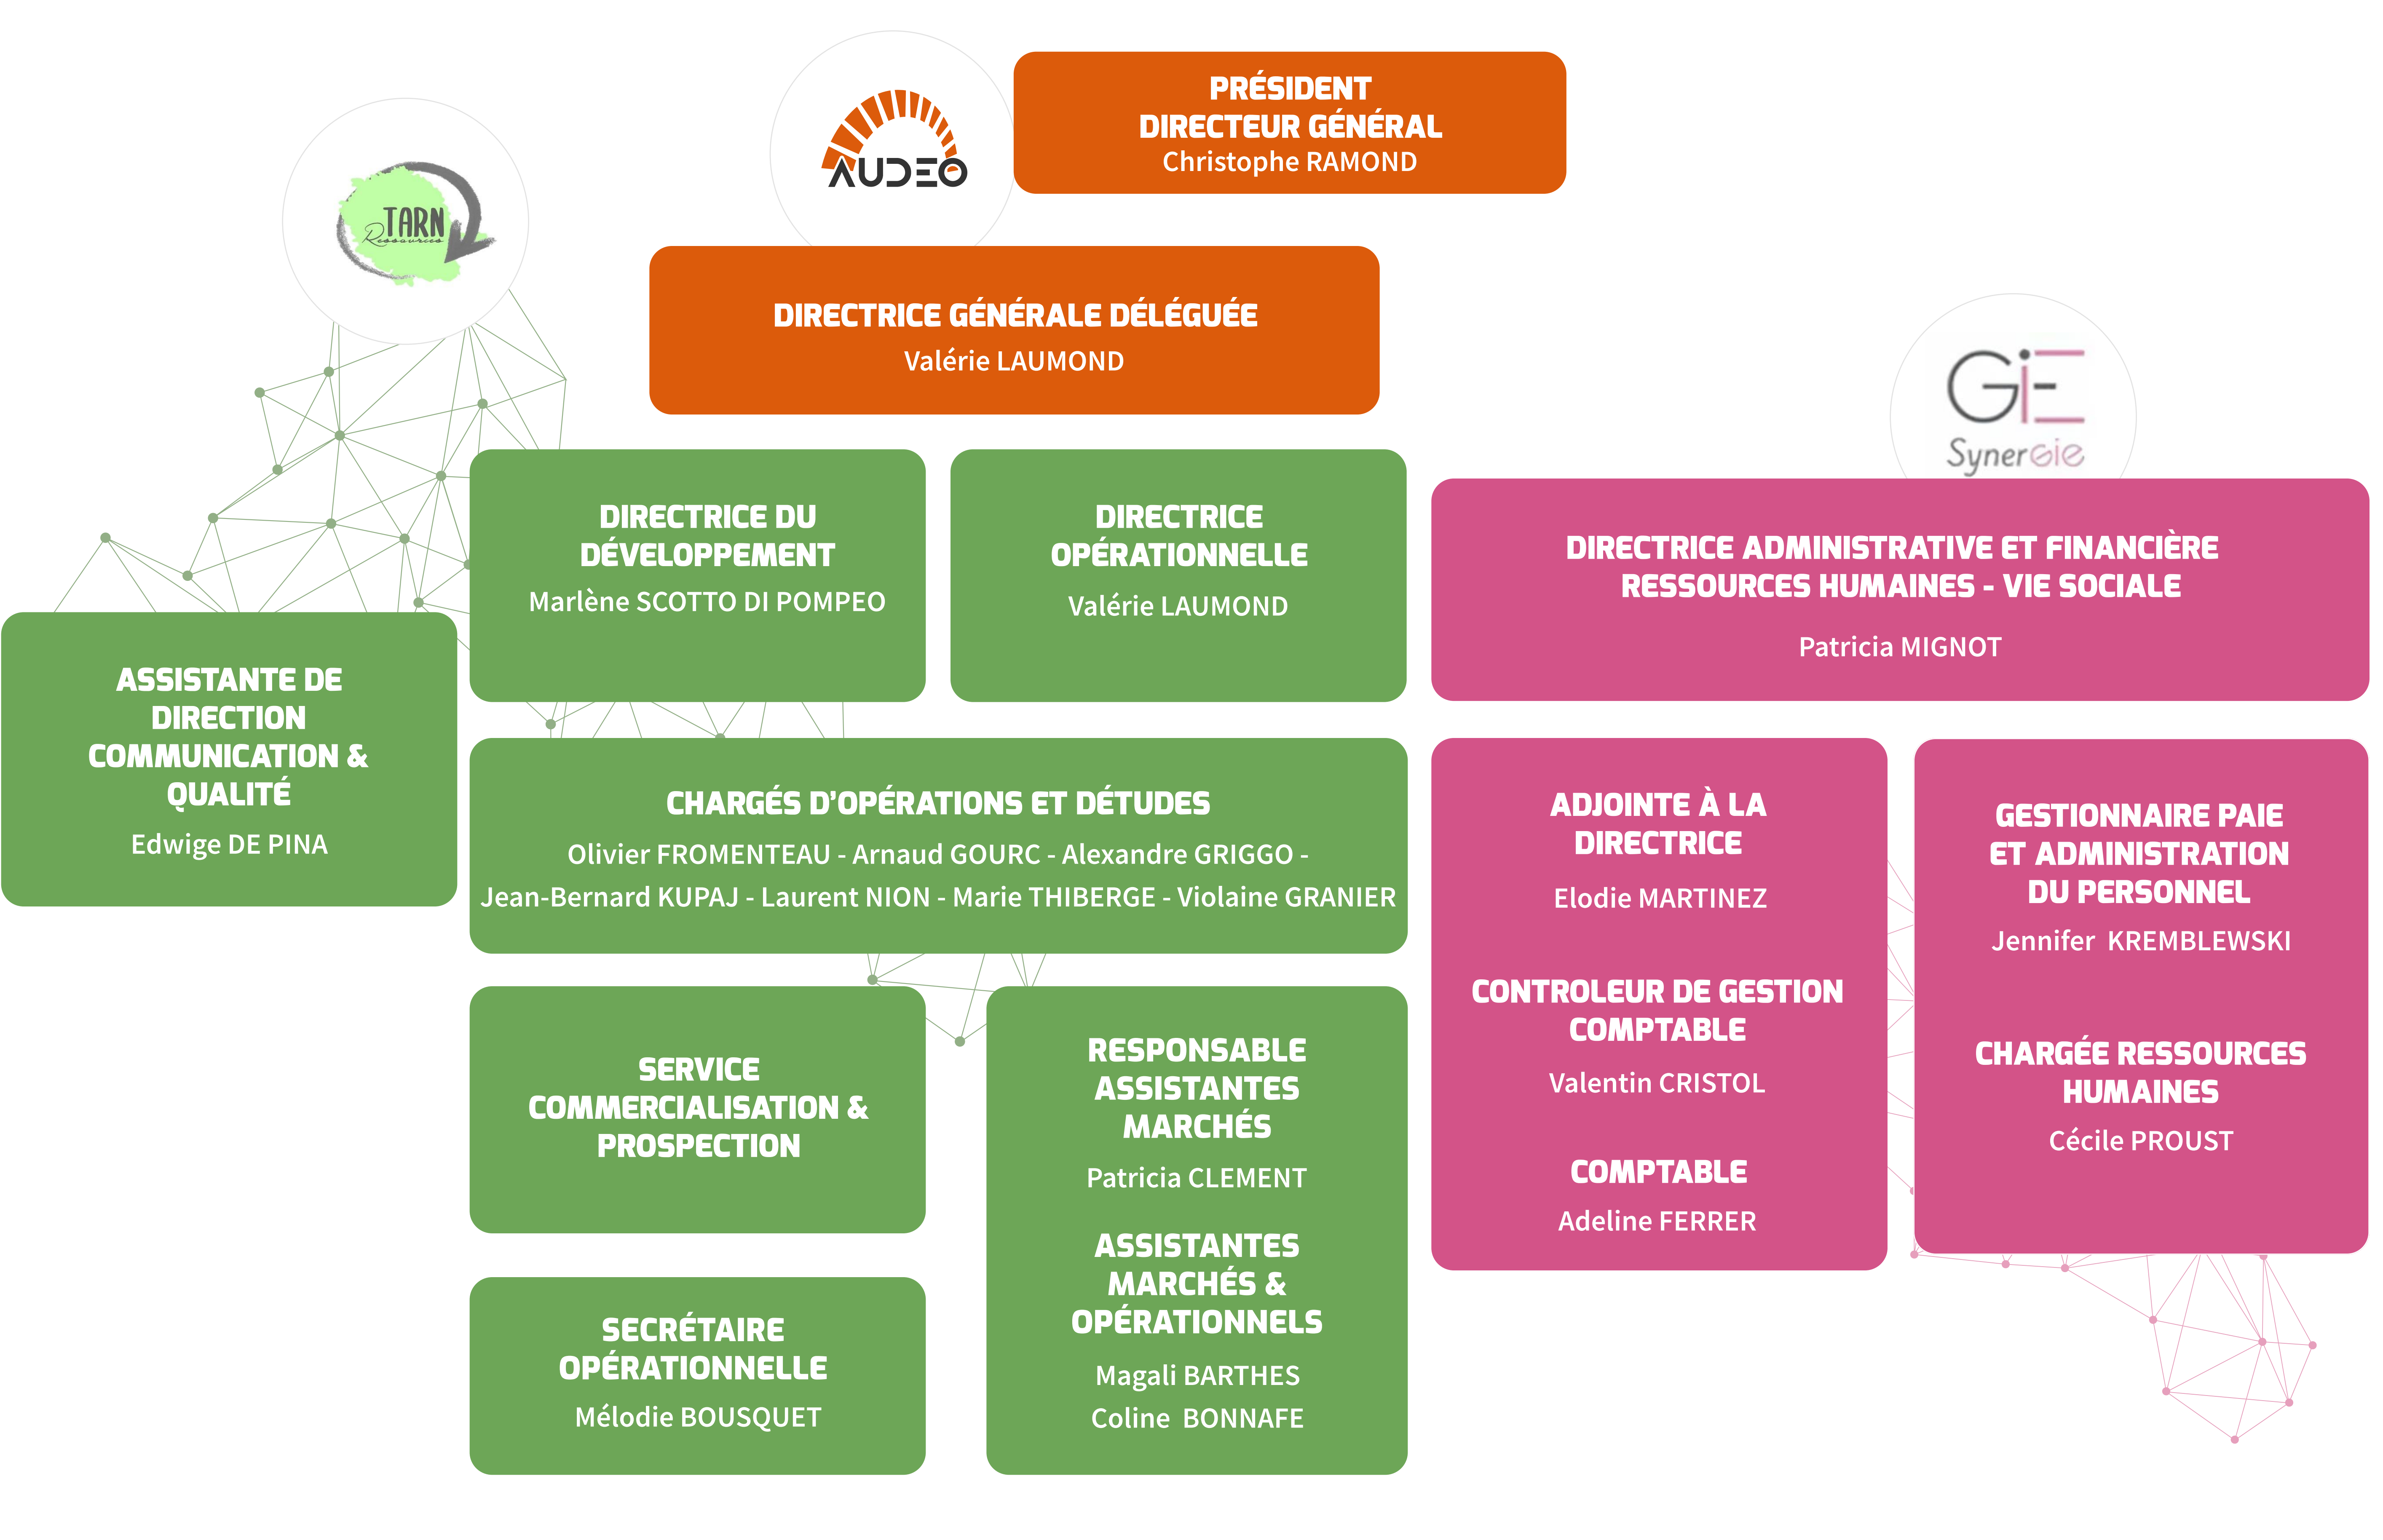 AUDEO
PRÉSIDENT
DIRECTEUR GÉNÉRAL
Christophe RAMOND
TARN
Ressources
DIRECTRICE GÉNÉRALE DÉLÉGUÉE
Valérie LAUMOND
GIE
SynerGie
DIRECTRICE DU
DÉVELOPPEMENT
Marlène SCOTTO DI POMPEO
DIRECTRICE
OPÉRATIONNELLE
Valérie LAUMOND
DIRECTRICE ADMINISTRATIVE ET FINANCIÈRE
RESSOURCES HUMAINES - VIE SOCIALE
Patricia MIGNOT
ASSISTANTE DE
DIRECTION
COMMUNICATION &
QUALITÉ
Edwige DE PINA
CHARGÉS D’OPÉRATIONS ET DÉTUDES
Olivier FROMENTEAU - Arnaud GOURC - Alexandre GRIGGO -
Jean-Bernard KUPAJ - Laurent NION - Marie THIBERGE - Violaine GRANIER
ADJOINTE À LA
DIRECTRICE
Elodie MARTINEZ
CONTROLEUR DE GESTION
COMPTABLE
Valentin CRISTOL
COMPTABLE
Adeline FERRER
GESTIONNAIRE PAIE
ET ADMINISTRATION
DU PERSONNEL
Jennifer  KREMBLEWSKI
CHARGÉE RESSOURCES
HUMAINES
Cécile PROUST
SERVICE
COMMERCIALISATION &
PROSPECTION
RESPONSABLE
ASSISTANTES
MARCHÉS
Patricia CLEMENT
ASSISTANTES
MARCHÉS &
OPÉRATIONNELS
Magali BARTHES
Coline  BONNAFE
SECRÉTAIRE
OPÉRATIONNELLE
Mélodie BOUSQUET